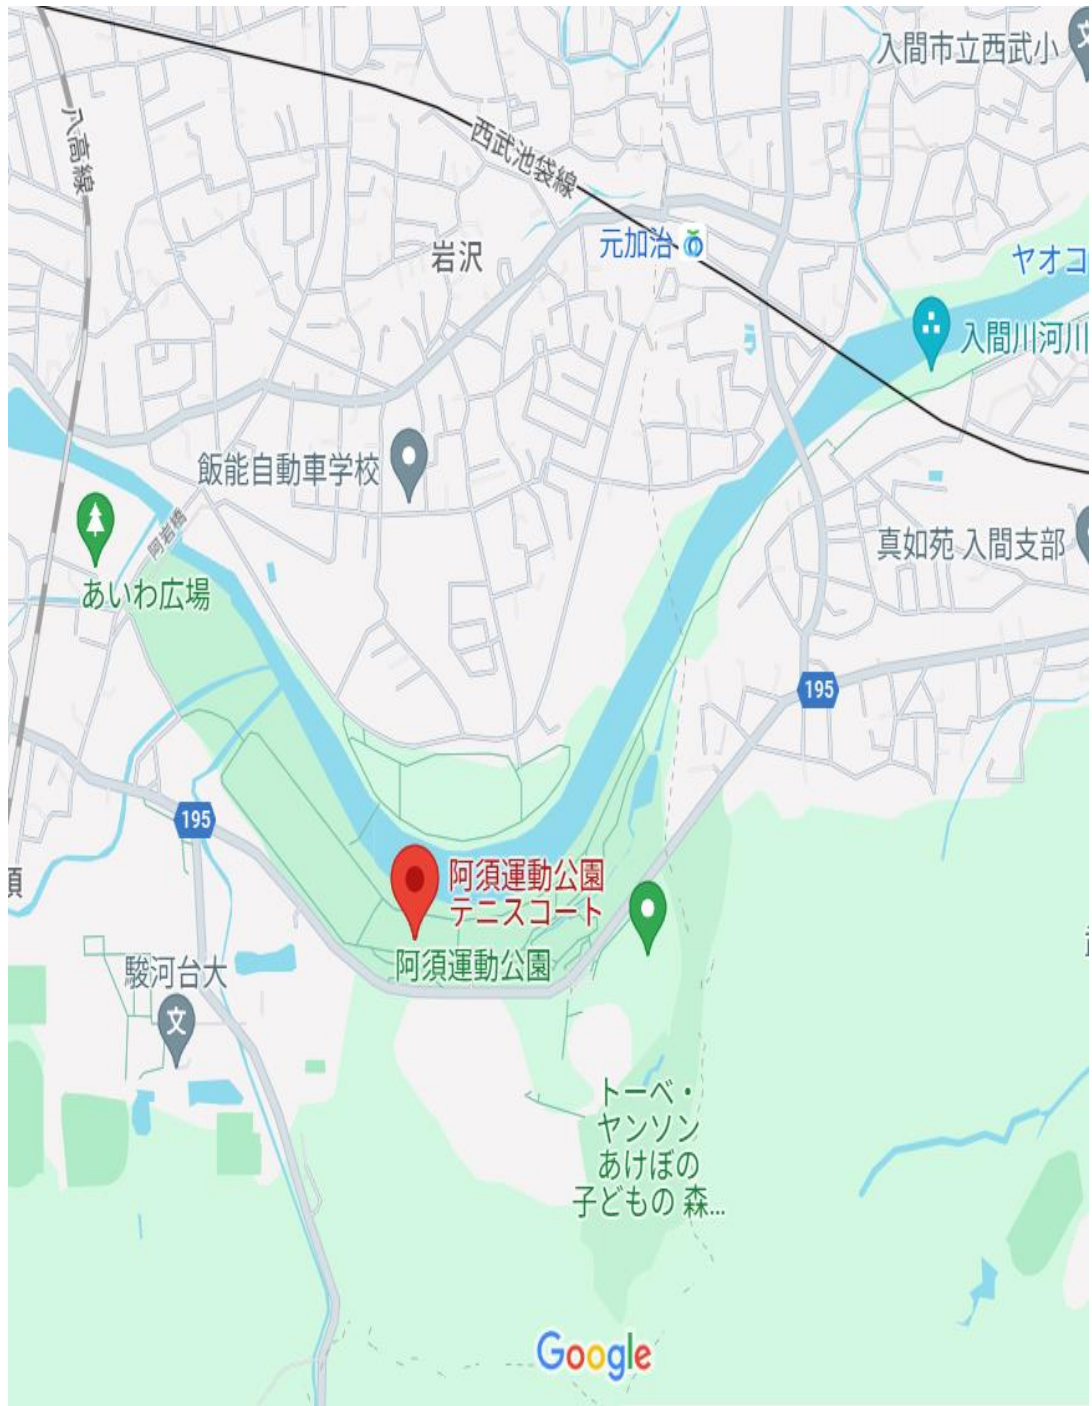 入間市立西武小
八高線
西武池袋線
岩沢
元加治
ヤオコ
入間川河川
飯能自動車学校
阿岩橋
真如苑 入間支部
あいわ広場
195
195
須
阿須運動公園
テニスコート
阿須運動公園
駿河台大
文
トーベ・
ヤンソン
あけぼの
子どもの 森...
Google